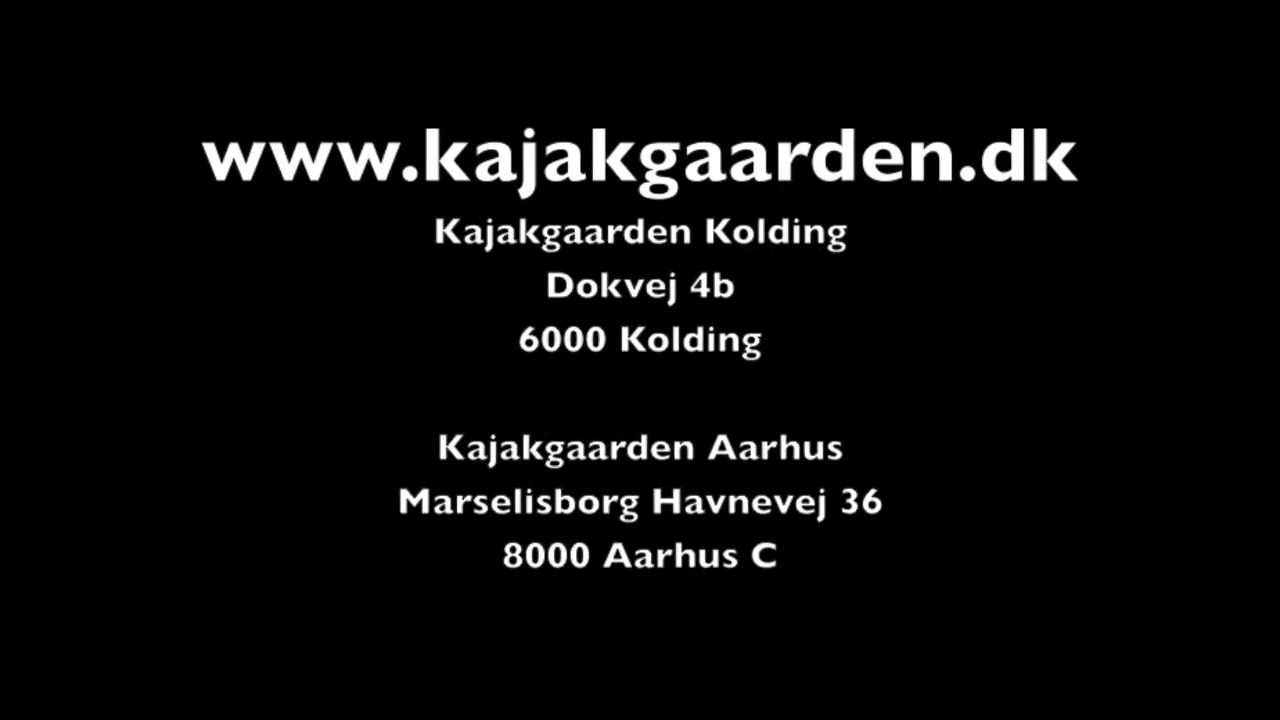 www.kajakgaarden.dk
Kajakgaarden Kolding
Dokvej 4b
6000 Kolding
Kajakgaarden Aarhus
Marselisborg Havnevej 36
8000 Aarhus C